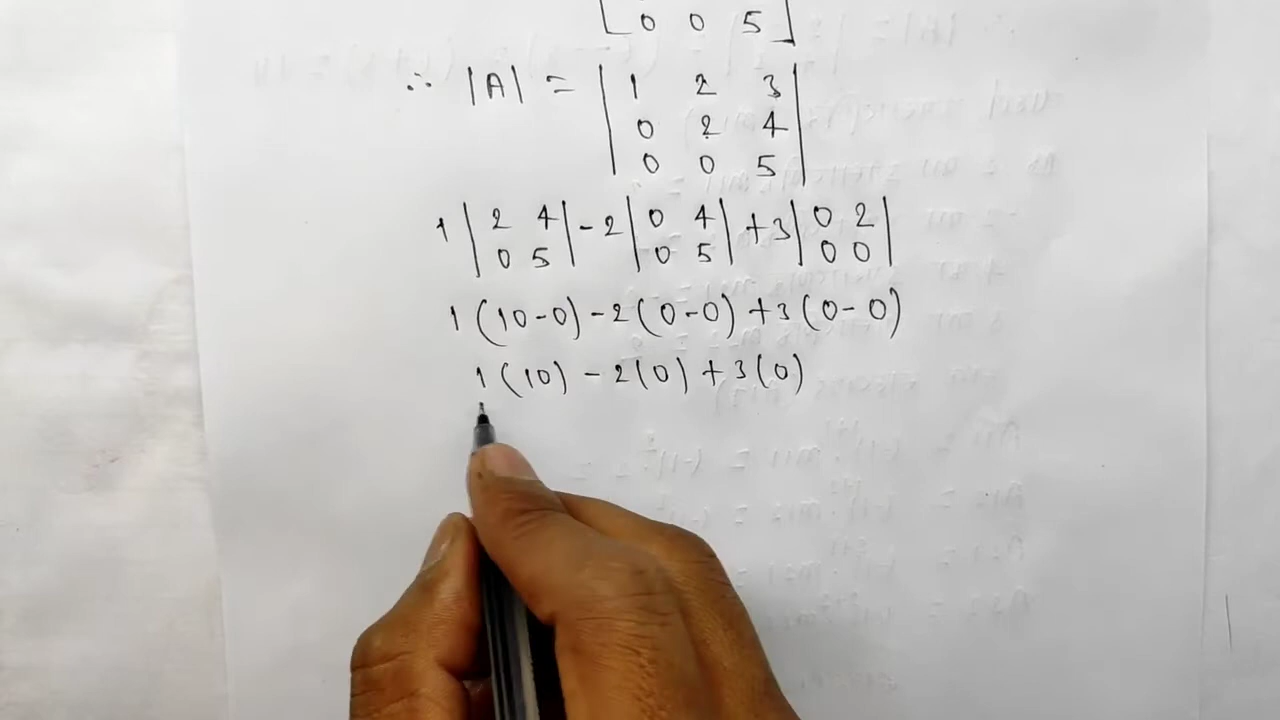 0 0 5
∴ |A| = | 1 2 3 |
| 0 2 4 |
| 0 0 5 |
1 | 2 4 | - 2 | 0 4 | + 3 | 0 2 |
| 0 5 | | 0 5 | | 0 0 |
1 (10-0) - 2 (0-0) + 3 (0-0)
1 (10) - 2 (0) + 3 (0)